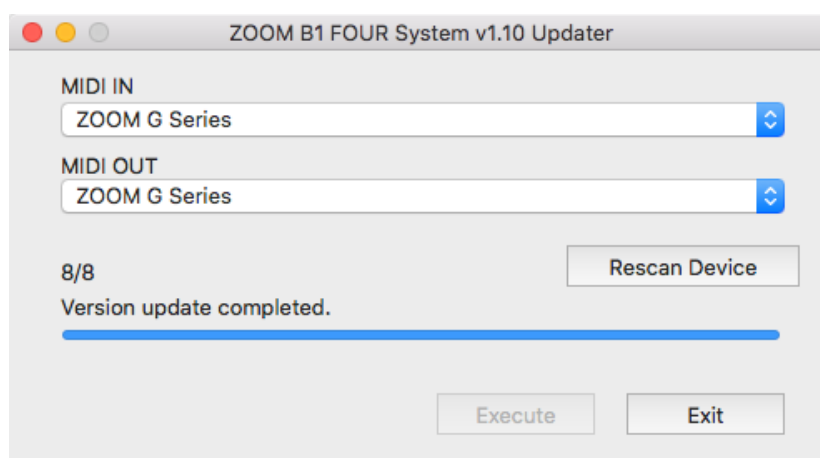 ZOOM B1 FOUR System v1.10 Updater
MIDI IN
ZOOM G Series
MIDI OUT
ZOOM G Series
Rescan Device
8/8
Version update completed.
Execute
Exit